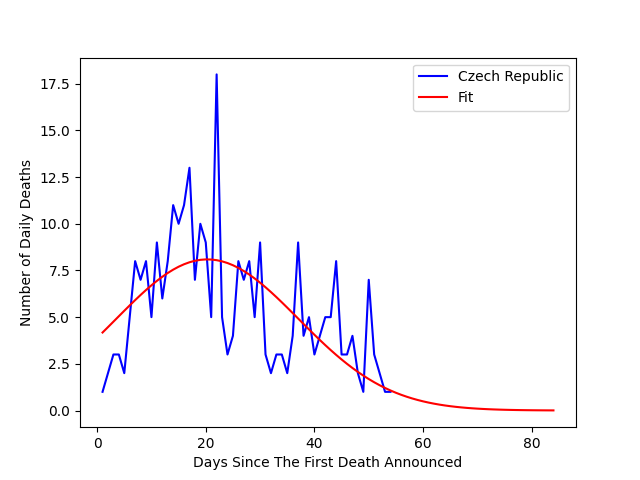 Czech Republic
Fit
17.5
15.0
12.5
10.0
7.5
5.0
2.5
0.0
Number of Daily Deaths
0 20 40 60 80
Days Since The First Death Announced